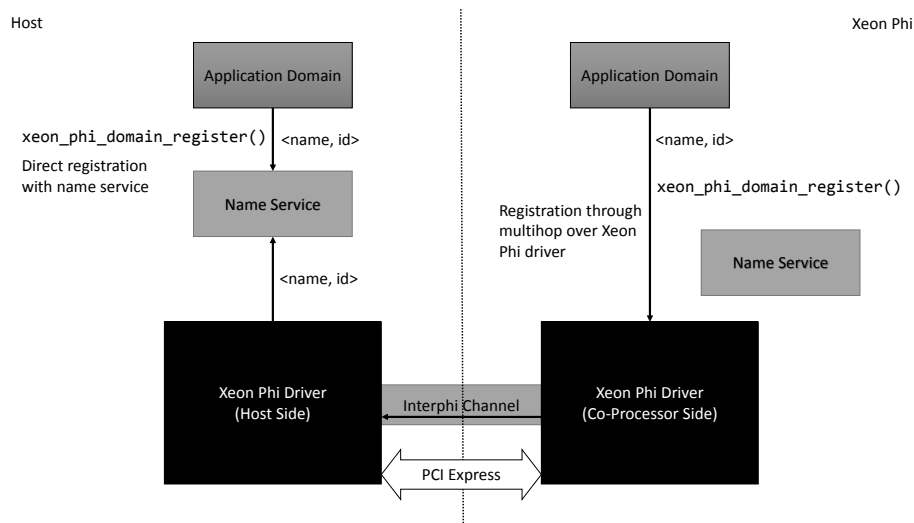 Host
Xeon Phi
Application Domain
Application Domain
xeon_phi_domain_register()
<name, id>
<name, id>
Direct registration
with name service
xeon_phi_domain_register()
Name Service
Registration through
multihop over Xeon
Phi driver
Name Service
<name, id>
Xeon Phi Driver
(Host Side)
Interphi Channel
Xeon Phi Driver
(Co-Processor Side)
PCI Express